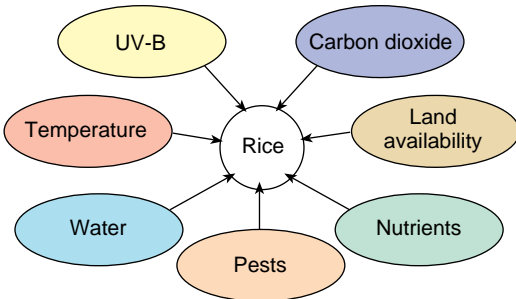 UV-B
Carbon dioxide
Temperature
Rice
Land
availability
Water
Nutrients
Pests